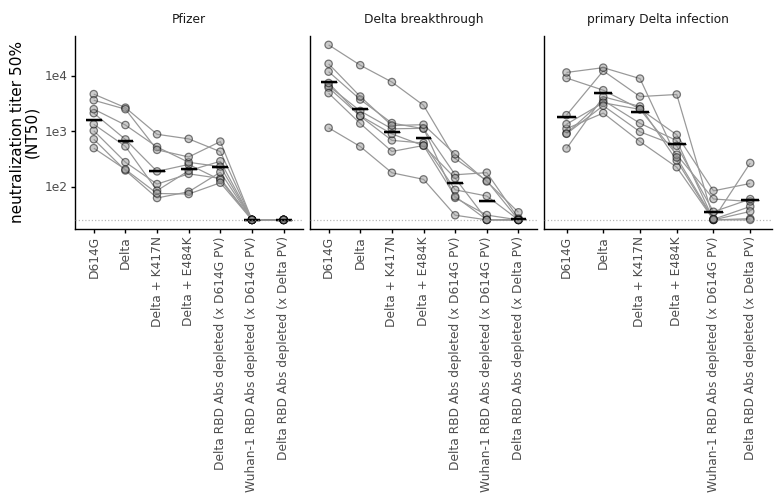 Pfizer
Delta breakthrough
primary Delta infection
neutralization titer 50%
(NT50)
1e4
1e3
1e2
D614G
Delta
Delta + K417N
Delta + E484K
Delta RBD Abs depleted (x D614G PV)
Wuhan-1 RBD Abs depleted (x D614G PV)
Delta RBD Abs depleted (x Delta PV)
D614G
Delta
Delta + K417N
Delta + E484K
Delta RBD Abs depleted (x D614G PV)
Wuhan-1 RBD Abs depleted (x D614G PV)
Delta RBD Abs depleted (x Delta PV)
D614G
Delta
Delta + K417N
Delta + E484K
Wuhan-1 RBD Abs depleted (x D614G PV)
Delta RBD Abs depleted (x Delta PV)